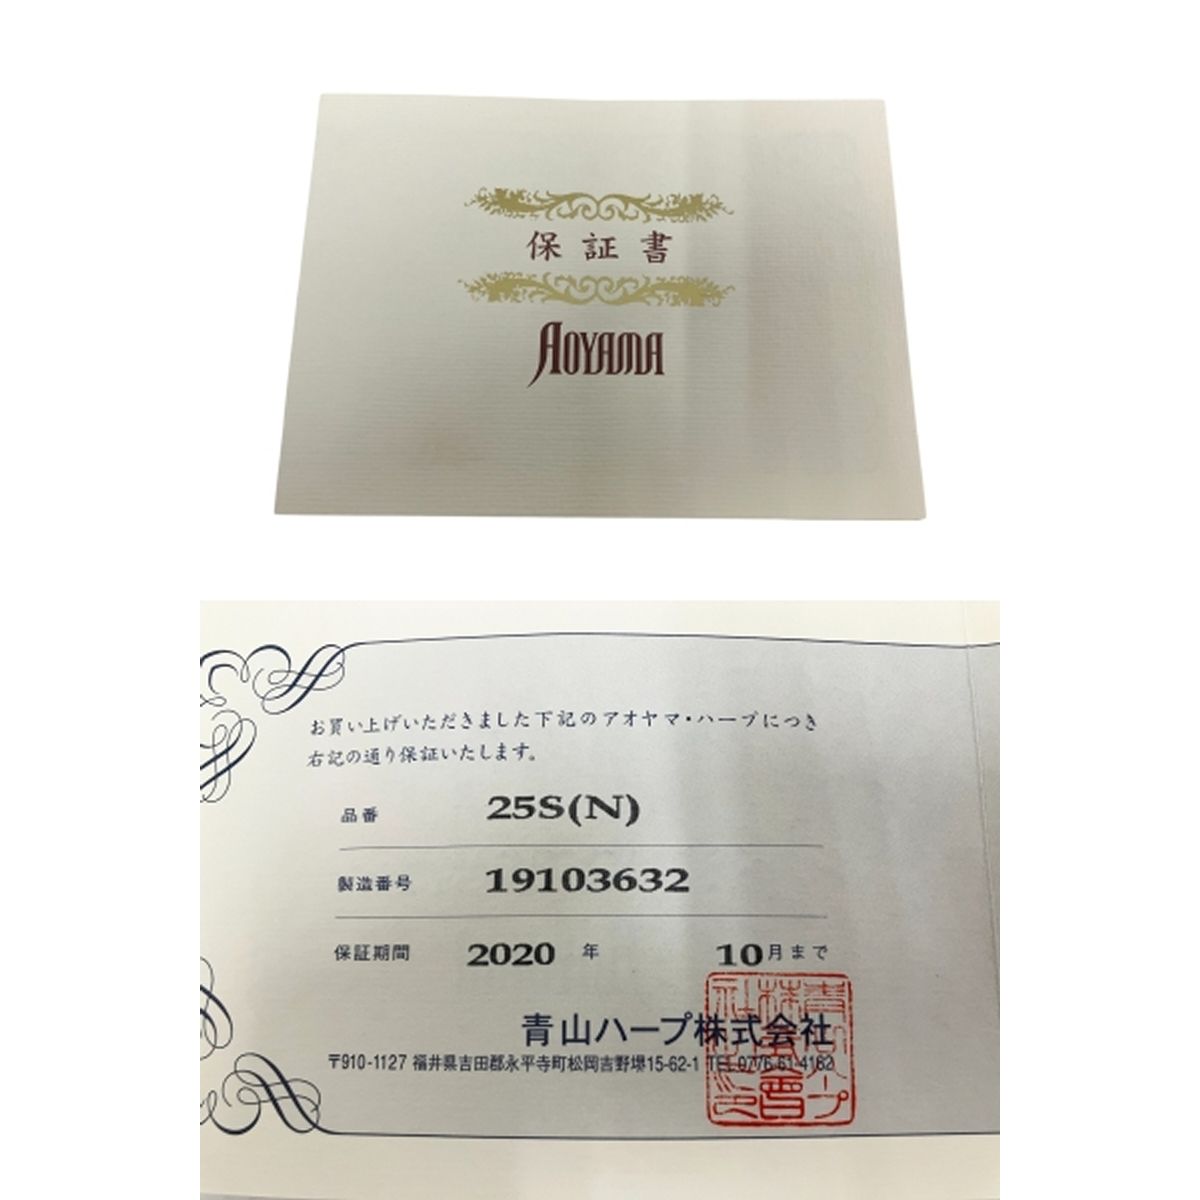 保証書
AOYAMA
お買い上げいただきました下記のアオヤマ・ハープにつき
右記の通り保証いたします。
品番 25S(N)
製造番号 19103632
保証期間 2020 年 10月まで
青山ハープ株式会社
〒910-1127 福井県吉田郡永平寺町松岡吉野堺15-62-1 TEL 0776-61-4162